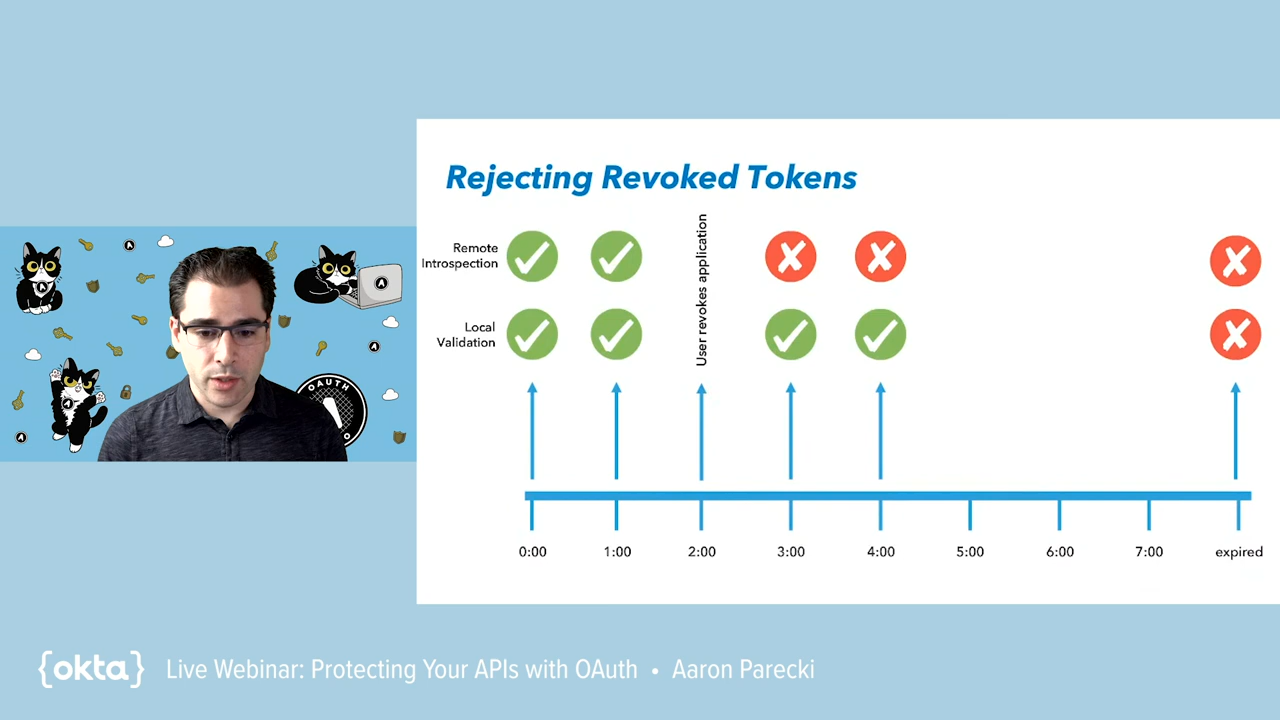 Rejecting Revoked Tokens
Remote
Introspection
Local
Validation
User revokes application
0:00
1:00
2:00
3:00
4:00
5:00
6:00
7:00
expired
OAUTH
{okta} Live Webinar: Protecting Your APIs with OAuth • Aaron Parecki